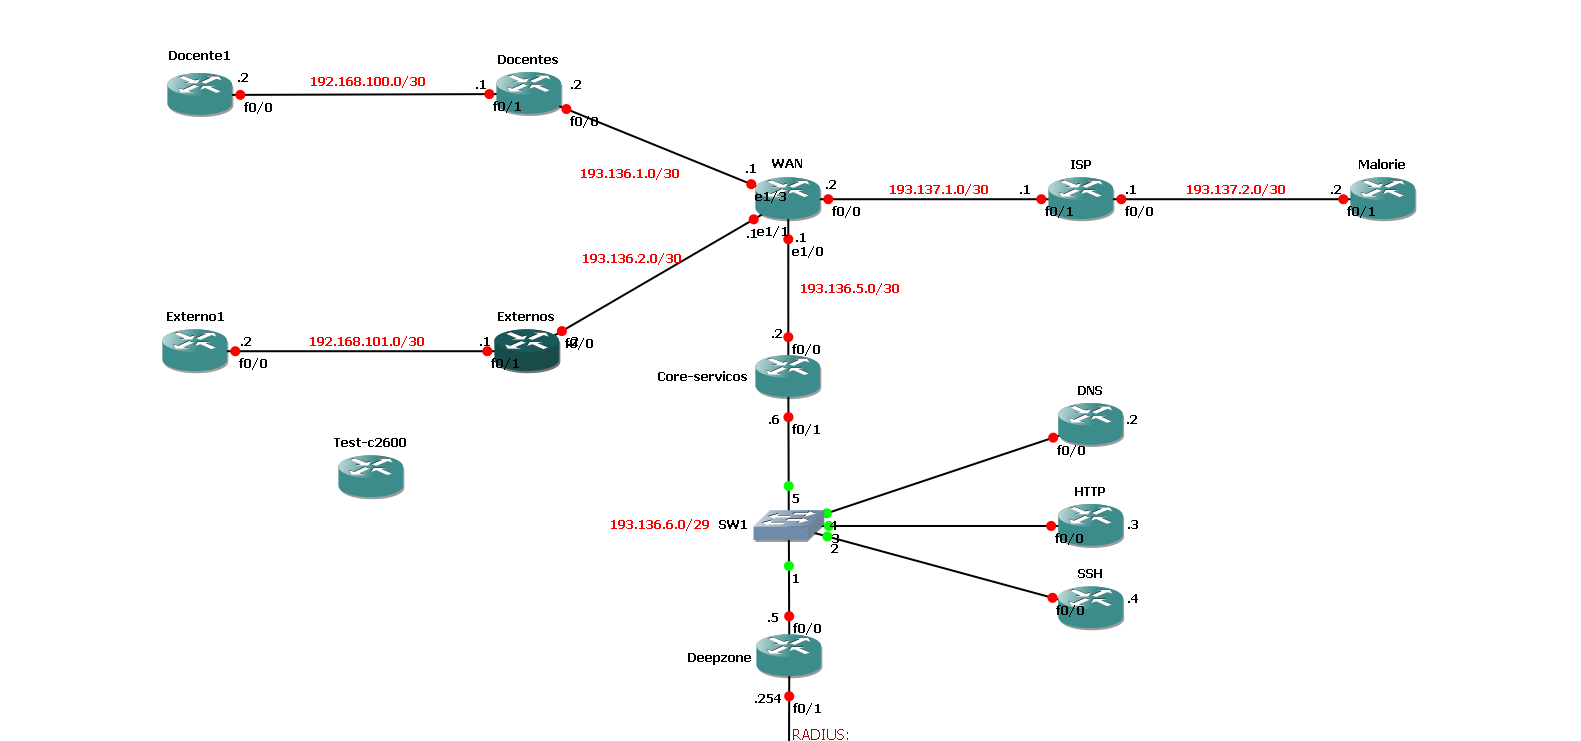 Docente1
.2
f0/0
192.168.100.0/30
.1
f0/1
Docentes
.2
f0/0
193.136.1.0/30
.1
e1/3
WAN
.2
f0/0
193.137.1.0/30
.1
f0/1
ISP
.1
f0/0
193.137.2.0/30
.2
f0/1
Malorie
.1
e1/1
.1
e1/0
193.136.2.0/30
193.136.5.0/30
Externo1
.2
f0/0
192.168.101.0/30
.1
f0/1
Externos
f0/0
.2
f0/0
Core-servicos
.6
f0/1
Test-c2600
DNS
.2
f0/0
5
193.136.6.0/29
SW1
4
3
2
HTTP
.3
f0/0
1
SSH
.4
f0/0
.5
f0/0
Deepzone
.254
f0/1
RADIUS: